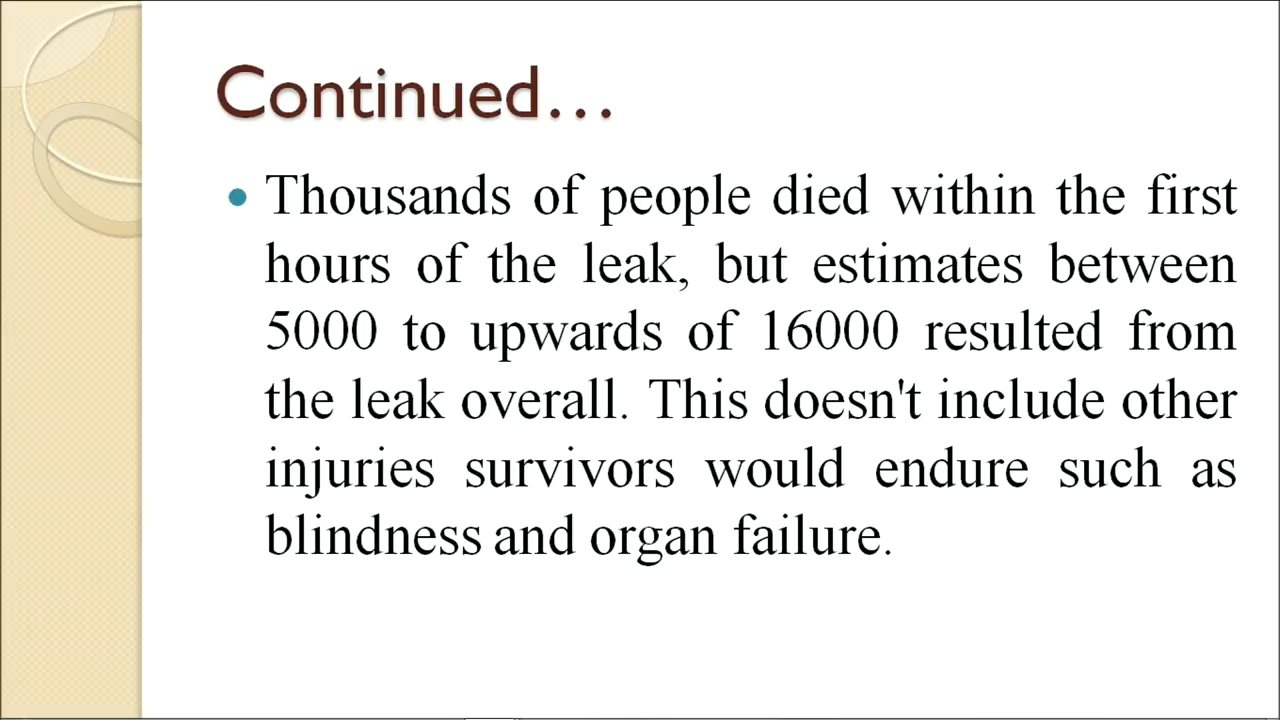 Continued…
• Thousands of people died within the first
hours of the leak, but estimates between
5000 to upwards of 16000 resulted from
the leak overall. This doesn't include other
injuries survivors would endure such as
blindness and organ failure.